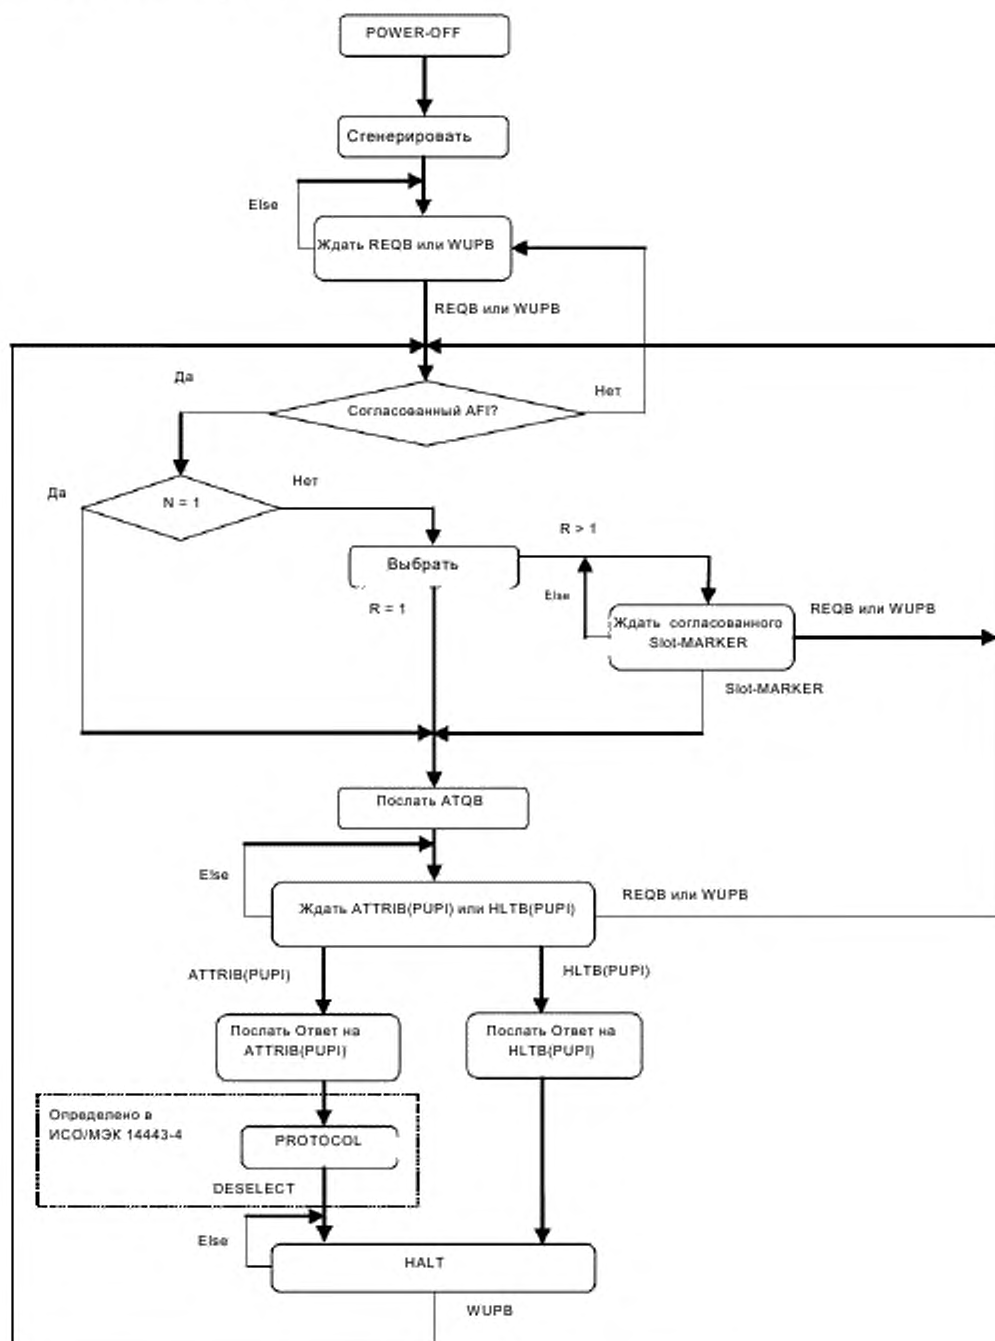 POWER-OFF
Сгенерировать
Else
Ждать REQB или WUPB
REQB или WUPB
Да
Нет
Согласованный AFI?
Да
Нет
N = 1
R > 1
Выбрать
Else
R = 1
REQB или WUPB
Ждать согласованного
Slot-MARKER
Slot-MARKER
Послать ATQB
Else
REQB или WUPB
Ждать ATTRIB(PUPI) или HLTB(PUPI)
ATTRIB(PUPI)
HLTB(PUPI)
Послать Ответ на
ATTRIB(PUPI)
Послать Ответ на
HLTB(PUPI)
Определено в
ИСО/МЭК 14443-4
PROTOCOL
DESELECT
Else
HALT
WUPB